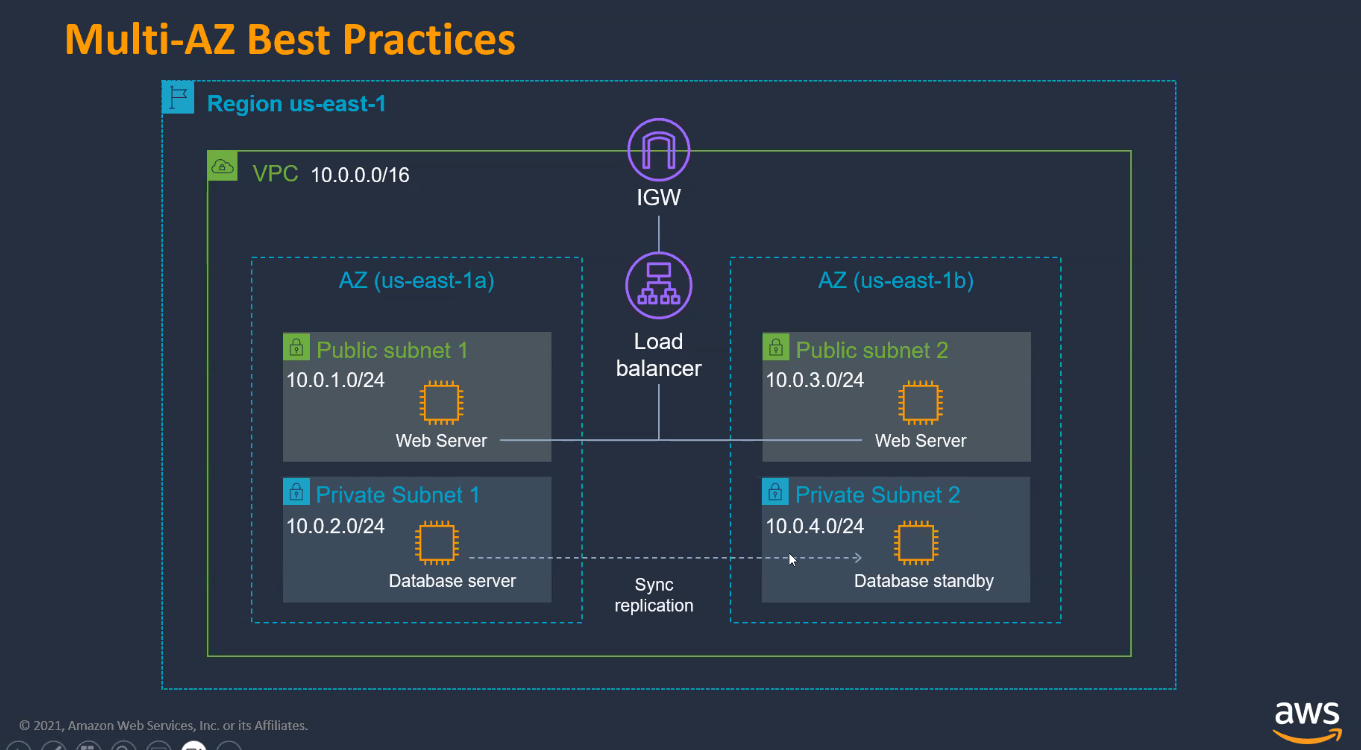 Multi-AZ Best Practices
Region us-east-1
VPC 10.0.0.0/16
IGW
AZ (us-east-1a)
AZ (us-east-1b)
Load
balancer
Public subnet 1
10.0.1.0/24
Web Server
Public subnet 2
10.0.3.0/24
Web Server
Private Subnet 1
10.0.2.0/24
Database server
Private Subnet 2
10.0.4.0/24
Database standby
Sync
replication
© 2021, Amazon Web Services, Inc. or its Affiliates.
aws